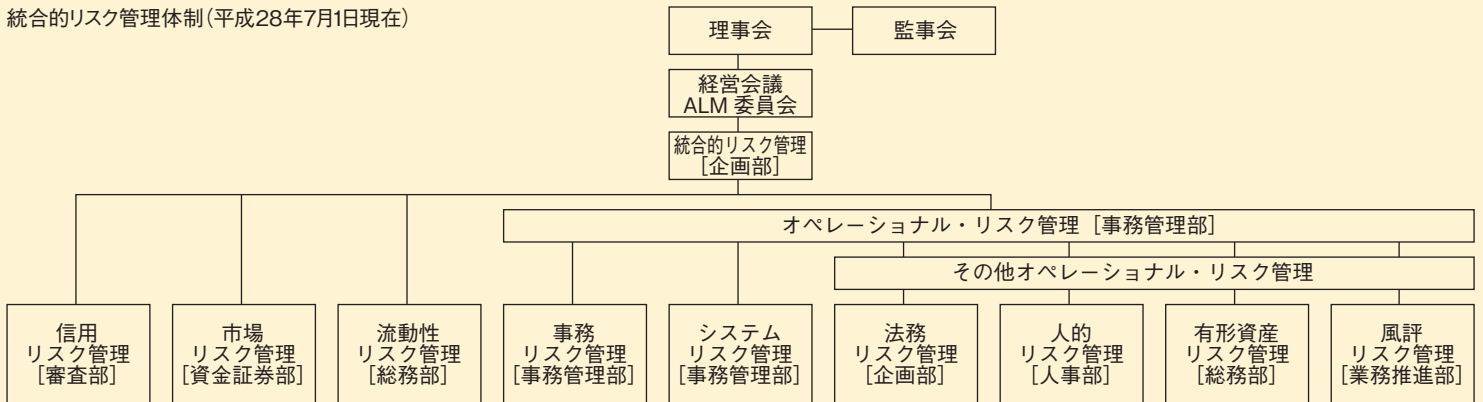 統合的リスク管理体制(平成28年7月1日現在)
理事会
監事会
経営会議
ALM 委員会
統合的リスク管理
[企画部]
オペレーショナル・リスク管理 [事務管理部]
その他オペレーショナル・リスク管理
信用
リスク管理
[審査部]
市場
リスク管理
[資金証券部]
流動性
リスク管理
[総務部]
事務
リスク管理
[事務管理部]
システム
リスク管理
[事務管理部]
法務
リスク管理
[企画部]
人的
リスク管理
[人事部]
有形資産
リスク管理
[総務部]
風評
リスク管理
[業務推進部]